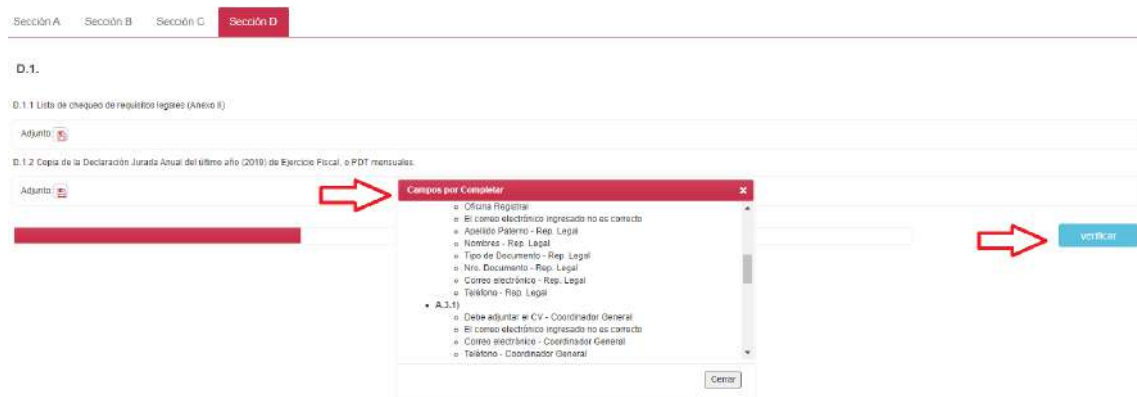 Sección A Sección B Sección C Sección D
D.1.
D.1.1 Lista de chequeo de requisitos legales (Anexo II)
Adjunto:
D.1.2 Copia de la Declaración Jurada Anual del último año (2019) de Ejercicio Fiscal, o PDT mensuales.
Adjunto:
Campos por Completar x
Oficina Registral
El correo electrónico ingresado no es correcto
Apellido Paterno - Rep. Legal
Nombres - Rep. Legal
Tipo de Documento - Rep. Legal
Nro. Documento - Rep. Legal
Correo electrónico - Rep. Legal
Teléfono - Rep. Legal
A.3.1)
Debe adjuntar el CV - Coordinador General
El correo electrónico ingresado no es correcto
Correo electrónico - Coordinador General
Teléfono - Coordinador General
Cerrar
verificar